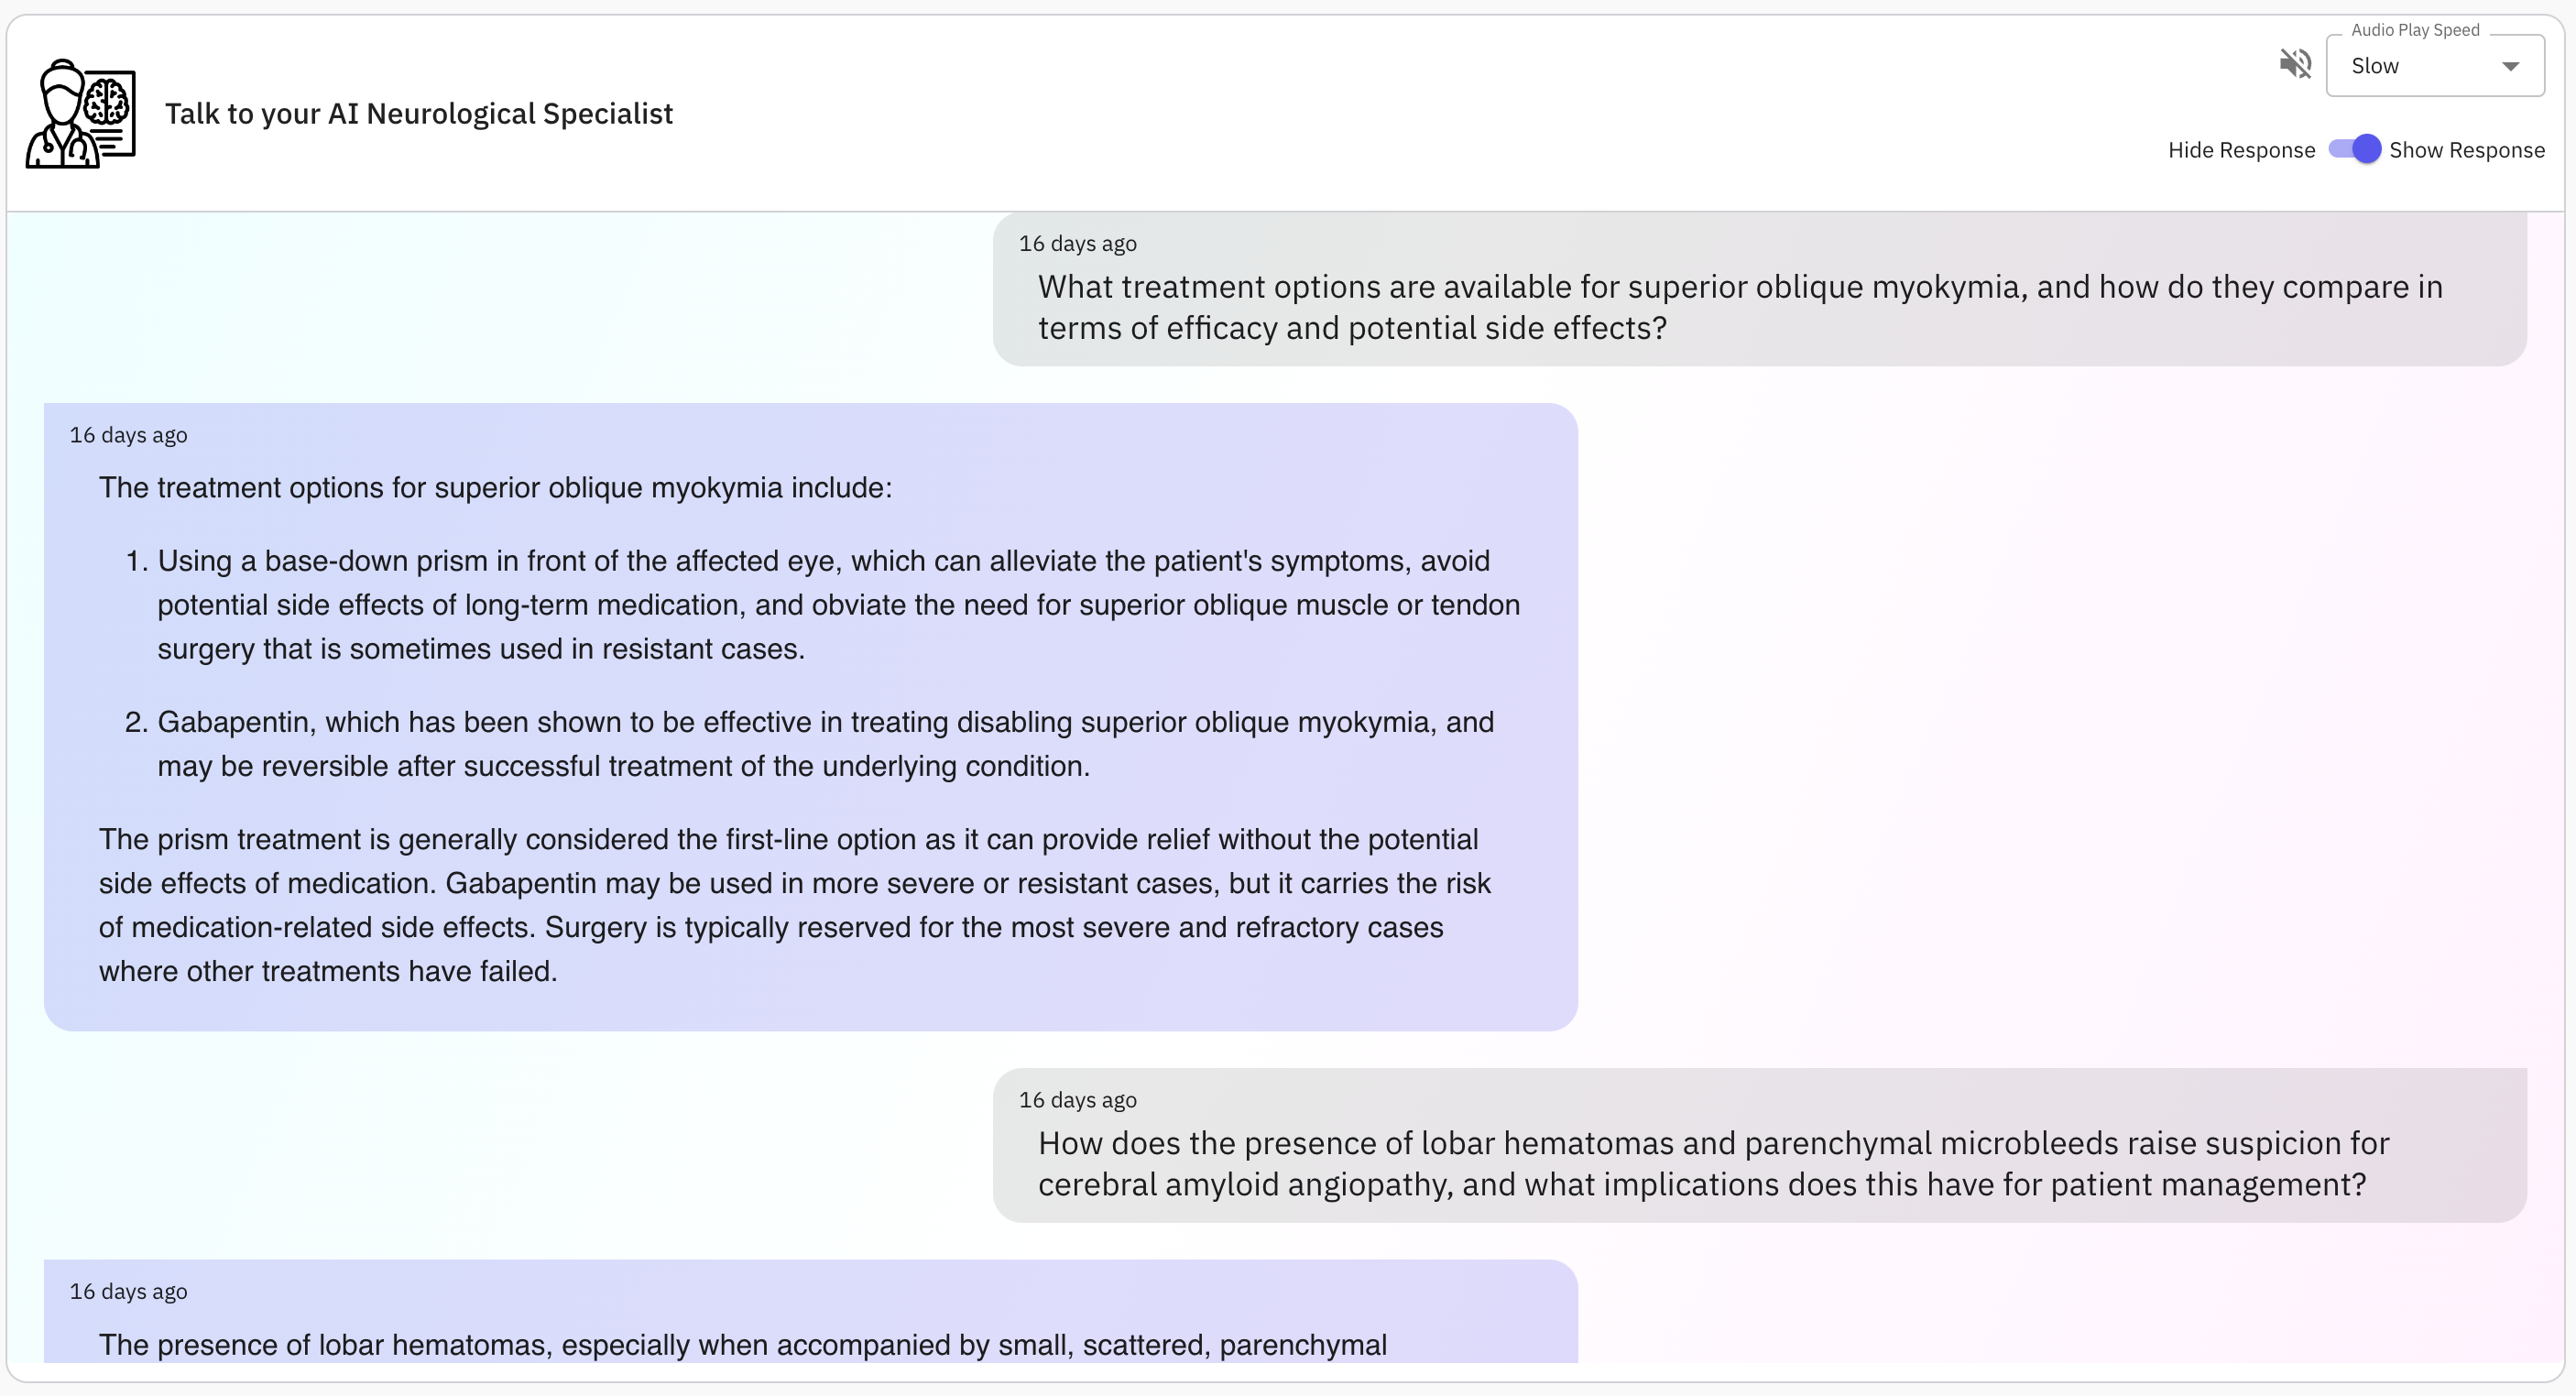 Talk to your AI Neurological Specialist
Audio Play Speed
Slow
Hide Response
Show Response
16 days ago
What treatment options are available for superior oblique myokymia, and how do they compare in
terms of efficacy and potential side effects?
16 days ago
The treatment options for superior oblique myokymia include:
1. Using a base-down prism in front of the affected eye, which can alleviate the patient's symptoms, avoid
potential side effects of long-term medication, and obviate the need for superior oblique muscle or tendon
surgery that is sometimes used in resistant cases.
2. Gabapentin, which has been shown to be effective in treating disabling superior oblique myokymia, and
may be reversible after successful treatment of the underlying condition.
The prism treatment is generally considered the first-line option as it can provide relief without the potential
side effects of medication. Gabapentin may be used in more severe or resistant cases, but it carries the risk
of medication-related side effects. Surgery is typically reserved for the most severe and refractory cases
where other treatments have failed.
16 days ago
How does the presence of lobar hematomas and parenchymal microbleeds raise suspicion for
cerebral amyloid angiopathy, and what implications does this have for patient management?
16 days ago
The presence of lobar hematomas, especially when accompanied by small, scattered, parenchymal